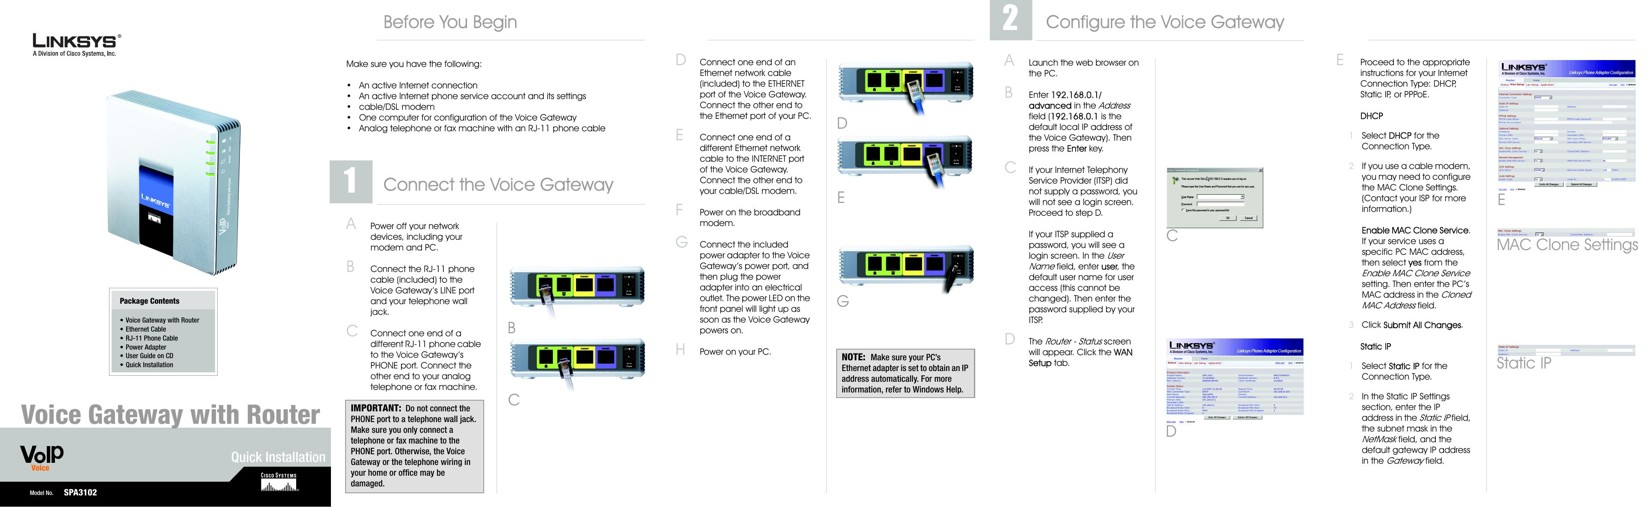 LINKSYS®
A Division of Cisco Systems, Inc.
LINKSYS
VoIP
Package Contents
• Voice Gateway with Router
• Ethernet Cable
• RJ-11 Phone Cable
• Power Adapter
• User Guide on CD
• Quick Installation
Voice Gateway with Router
VoIP
Voice
Quick Installation
CISCO SYSTEMS
Model No. SPA3102
Before You Begin
Make sure you have the following:
• An active Internet connection
• An active Internet phone service account and its settings
• cable/DSL modem
• One computer for configuration of the Voice Gateway
• Analog telephone or fax machine with an RJ-11 phone cable
1
Connect the Voice Gateway
A
Power off your network
devices, including your
modem and PC.
B
Connect the RJ-11 phone
cable (included) to the
Voice Gateway's LINE port
and your telephone wall
jack.
C
Connect one end of a
different RJ-11 phone cable
to the Voice Gateway's
PHONE port. Connect the
other end to your analog
telephone or fax machine.
IMPORTANT: Do not connect the
PHONE port to a telephone wall jack.
Make sure you only connect a
telephone or fax machine to the
PHONE port. Otherwise, the Voice
Gateway or the telephone wiring in
your home or office may be
damaged.
B
C
D
Connect one end of an
Ethernet network cable
(included) to the ETHERNET
port of the Voice Gateway.
Connect the other end to
the Ethernet port of your PC.
E
Connect one end of a
different Ethernet network
cable to the INTERNET port
of the Voice Gateway.
Connect the other end to
your cable/DSL modem.
F
Power on the broadband
modem.
G
Connect the included
power adapter to the Voice
Gateway's power port, and
then plug the power
adapter into an electrical
outlet. The power LED on the
front panel will light up as
soon as the Voice Gateway
powers on.
H
Power on your PC.
D
E
G
NOTE: Make sure your PC's
Ethernet adapter is set to obtain an IP
address automatically. For more
information, refer to Windows Help.
2
Configure the Voice Gateway
A
Launch the web browser on
the PC.
B
Enter 192.168.0.1/
advanced in the Address
field (192.168.0.1 is the
default local IP address of
the Voice Gateway). Then
press the Enter key.
C
If your Internet Telephony
Service Provider (ITSP) did
not supply a password, you
will not see a login screen.
Proceed to step D.
If your ITSP supplied a
password, you will see a
login screen. In the User
Name field, enter user, the
default user name for user
access (this cannot be
changed). Then enter the
password supplied by your
ITSP.
D
The Router - Status screen
will appear. Click the WAN
Setup tab.
C
LINKSYS®
A Division of Cisco Systems, Inc.
Linksys Phone Adapter Configuration
D
E
Proceed to the appropriate
instructions for your Internet
Connection Type: DHCP,
Static IP, or PPPoE.
DHCP
1
Select DHCP for the
Connection Type.
2
If you use a cable modem,
you may need to configure
the MAC Clone Settings.
(Contact your ISP for more
information.)
Enable MAC Clone Service.
If your service uses a
specific PC MAC address,
then select yes from the
Enable MAC Clone Service
setting. Then enter the PC's
MAC address in the Cloned
MAC Address field.
3
Click Submit All Changes.
Static IP
1
Select Static IP for the
Connection Type.
2
In the Static IP Settings
section, enter the IP
address in the Static IP field,
the subnet mask in the
NetMask field, and the
default gateway IP address
in the Gateway field.
LINKSYS®
A Division of Cisco Systems, Inc.
Linksys Phone Adapter Configuration
E
MAC Clone Settings
Static IP